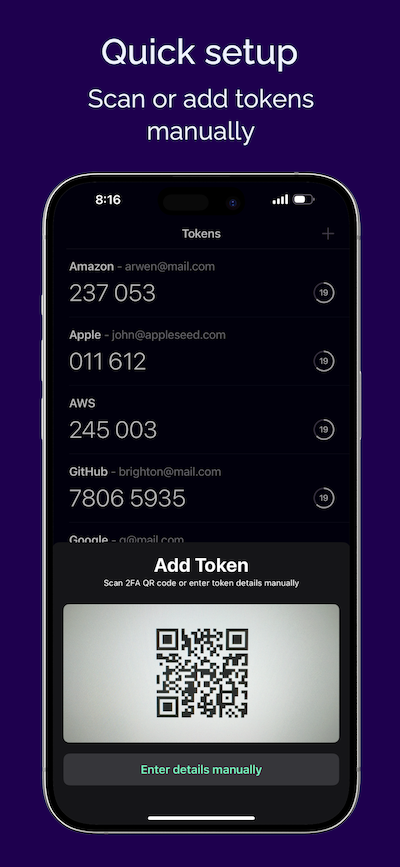 Quick setup
Scan or add tokens
manually
8:16
Tokens
Amazon - arwen@mail.com
237 053
19
Apple - john@appleseed.com
011 612
19
AWS
245 003
19
GitHub - brighton@mail.com
7806 5935
19
Google - g@mail.com
Add Token
Scan 2FA QR code or enter token details manually
Enter details manually